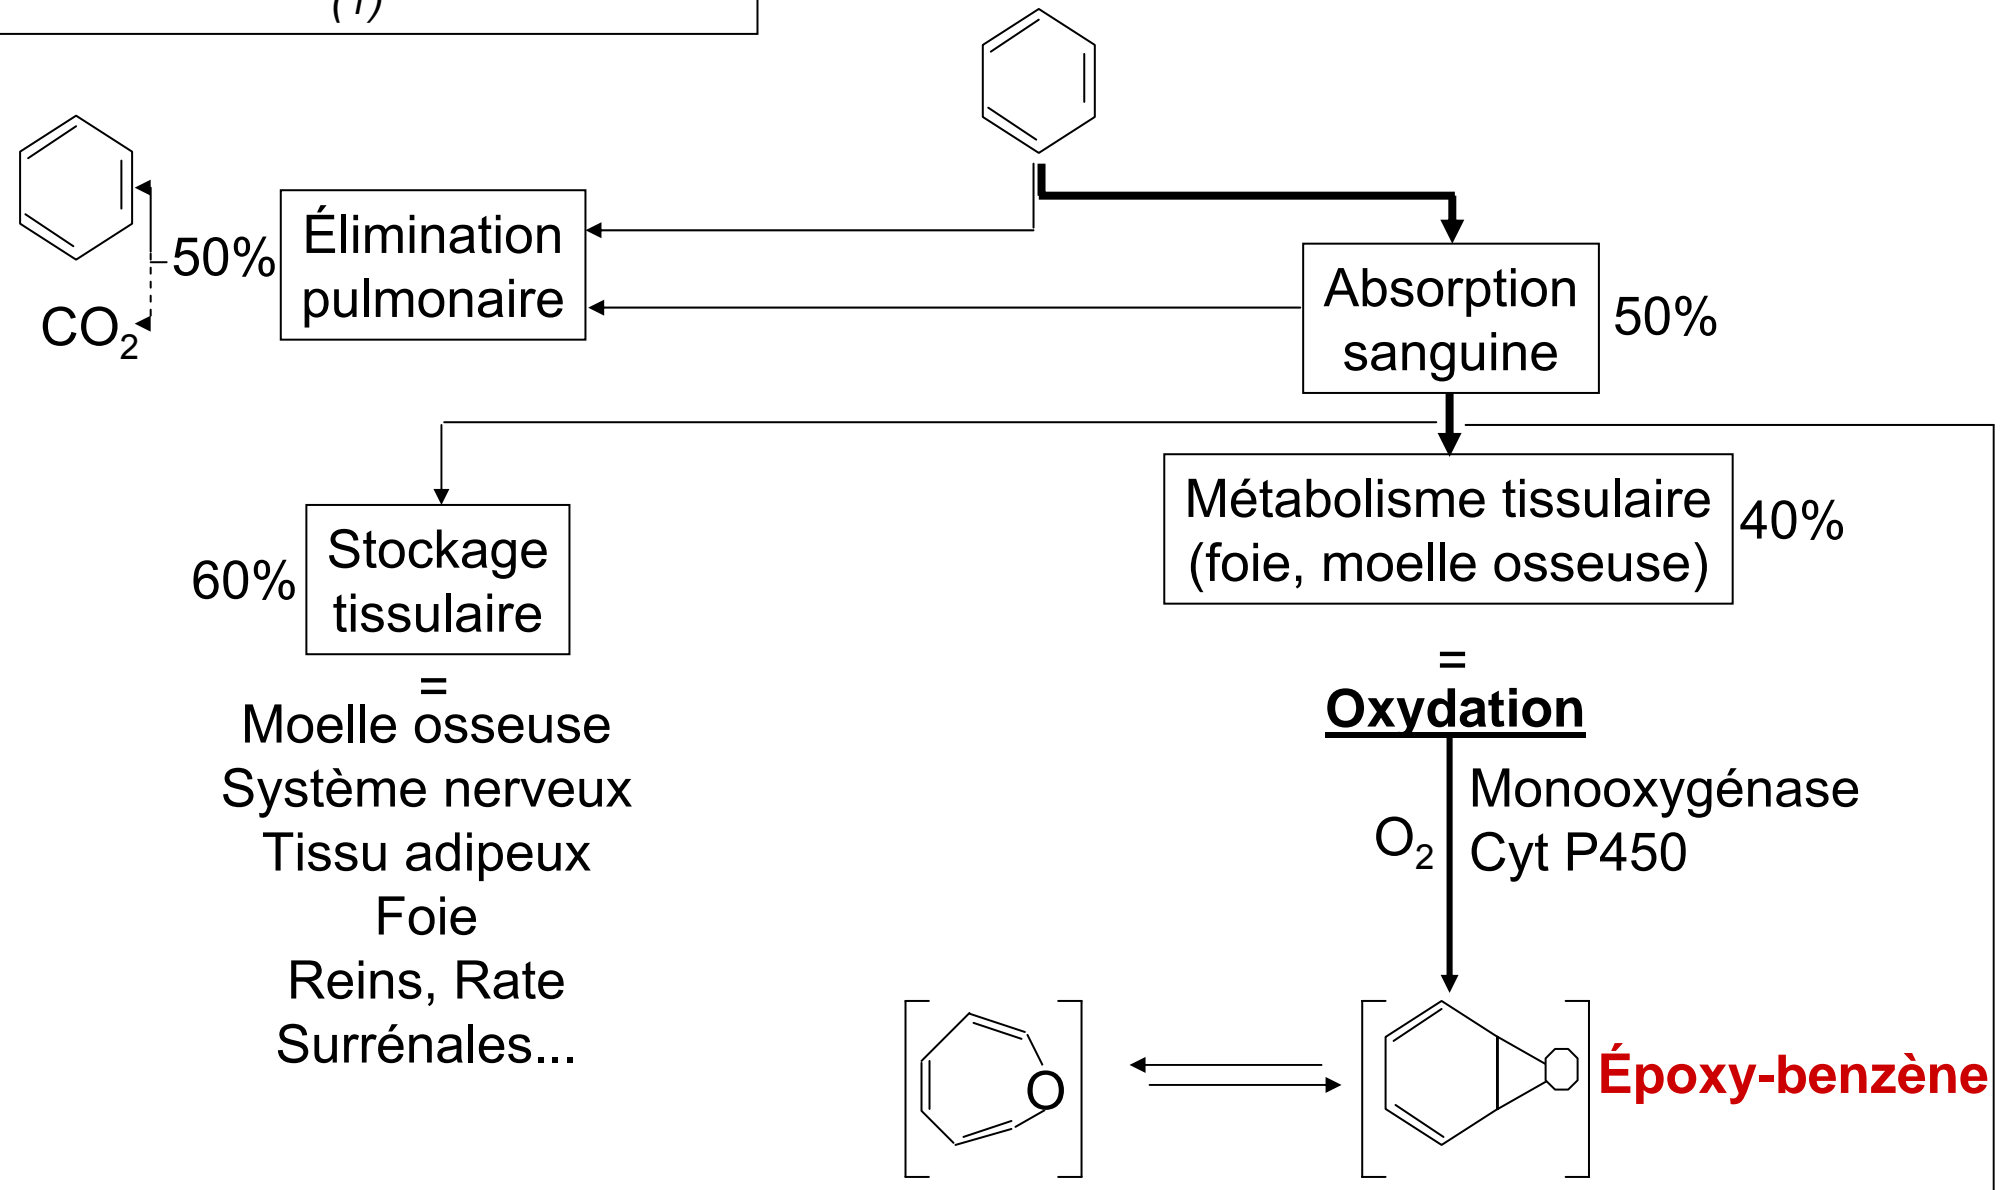 (1)
50%
Élimination
pulmonaire
CO₂
Absorption
sanguine
50%
60%
Stockage
tissulaire
=
Moelle osseuse
Système nerveux
Tissu adipeux
Foie
Reins, Rate
Surrénales...
Métabolisme tissulaire
(foie, moelle osseuse)
40%
=
Oxydation
O₂
Monooxygénase
Cyt P450
O
O
Époxy-benzène